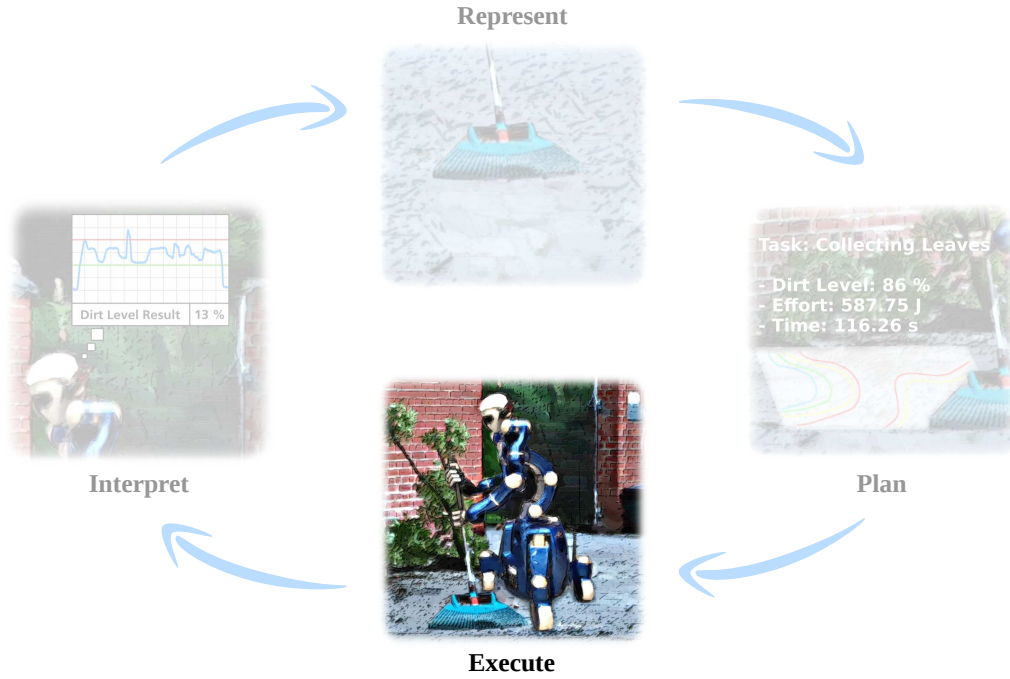 Represent
Dirt Level Result 13 %
Task: Collecting Leaves
- Dirt Level: 86 %
- Effort: 587.75 J
- Time: 116.26 s
Interpret
Plan
Execute